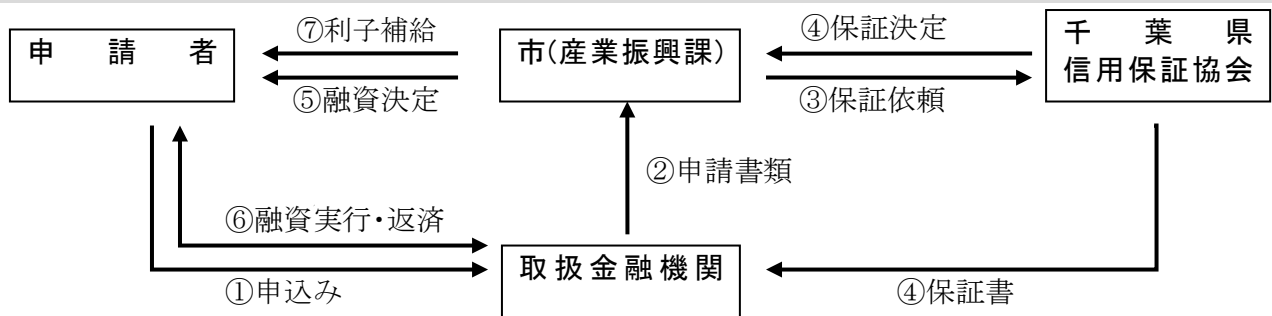 申請者
⑦利子補給
⑤融資決定
市(産業振興課)
④保証決定
③保証依頼
千葉県
信用保証協会
②申請書類
⑥融資実行・返済
①申込み
取扱金融機関
④保証書